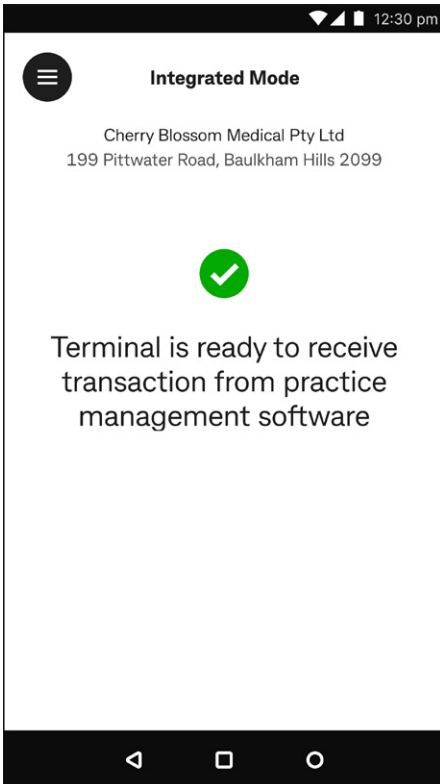 12:30 pm
Integrated Mode
Cherry Blossom Medical Pty Ltd
199 Pittwater Road, Baulkham Hills 2099
Terminal is ready to receive
transaction from practice
management software